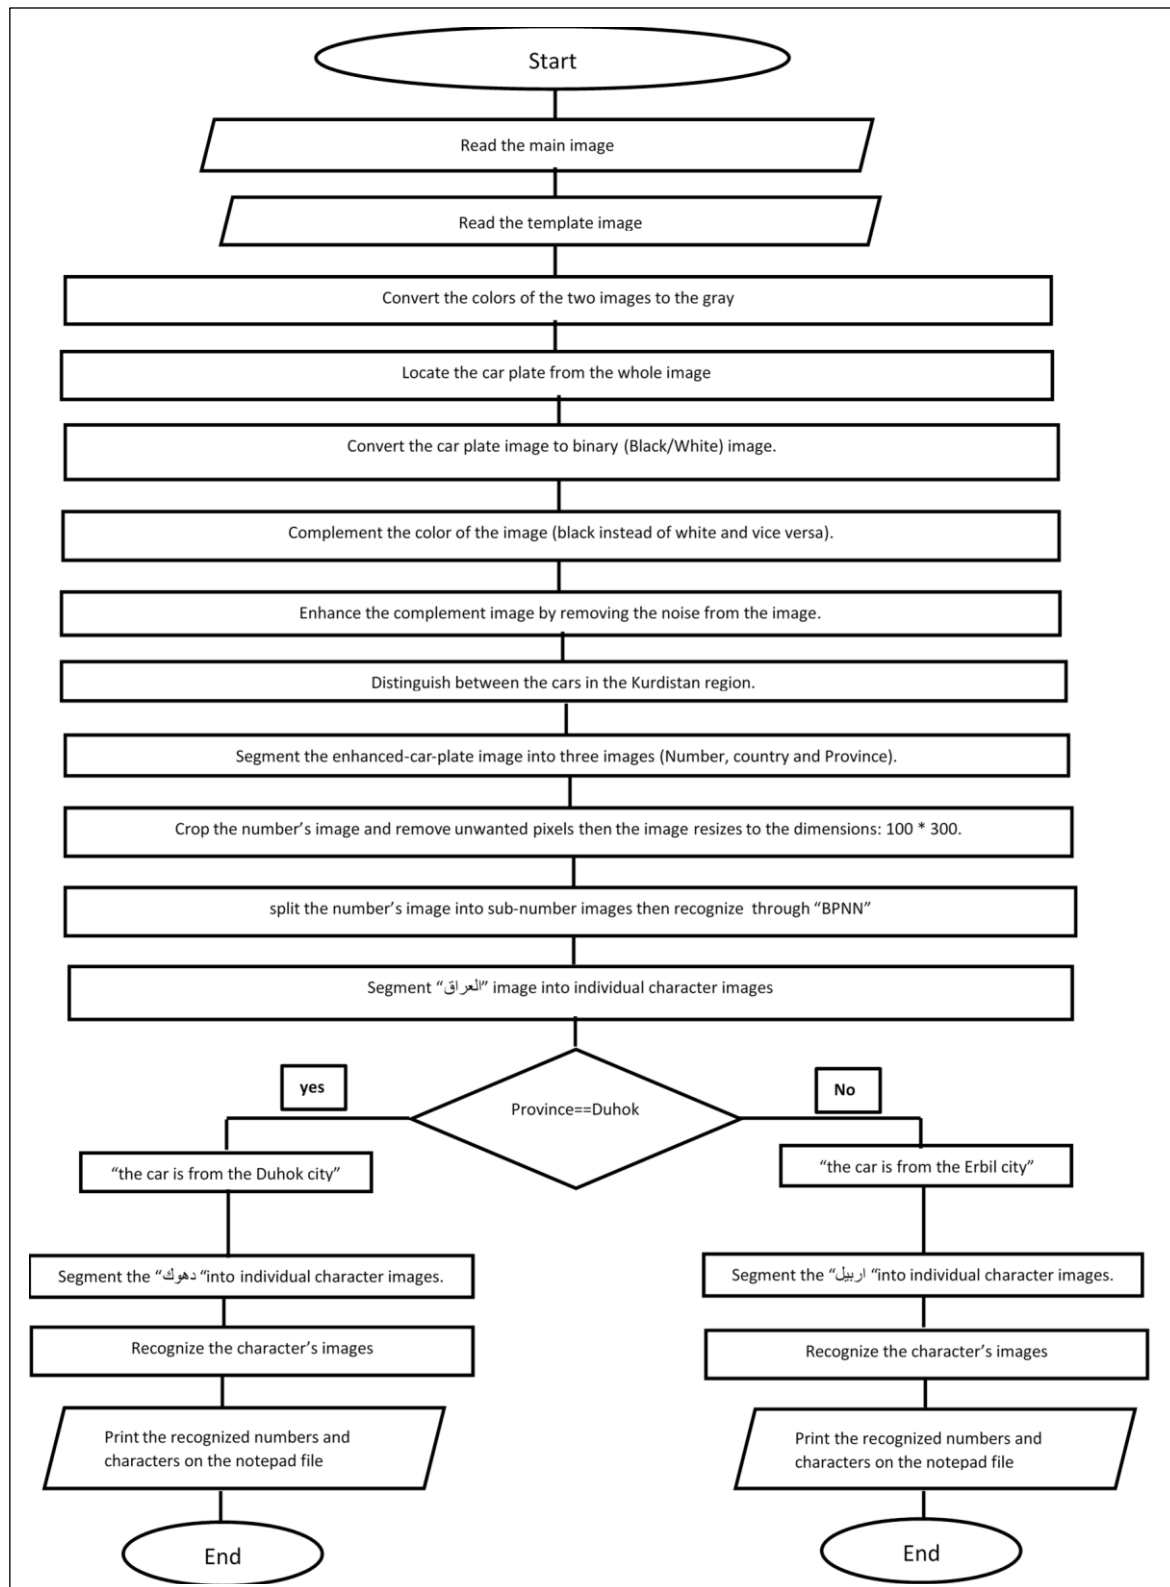 Start
Read the main image
Read the template image
Convert the colors of the two images to the gray
Locate the car plate from the whole image
Convert the car plate image to binary (Black/White) image.
Complement the color of the image (black instead of white and vice versa).
Enhance the complement image by removing the noise from the image.
Distinguish between the cars in the Kurdistan region.
Segment the enhanced-car-plate image into three images (Number, country and Province).
Crop the number’s image and remove unwanted pixels then the image resizes to the dimensions: 100 * 300.
split the number’s image into sub-number images then recognize through “BPNN”
Segment “العراق” image into individual character images
Province==Duhok
yes
“the car is from the Duhok city”
Segment the “دهوك “into individual character images.
Recognize the character’s images
Print the recognized numbers and
characters on the notepad file
End
No
“the car is from the Erbil city”
Segment the “اربيل “into individual character images.
Recognize the character’s images
Print the recognized numbers and
characters on the notepad file
End